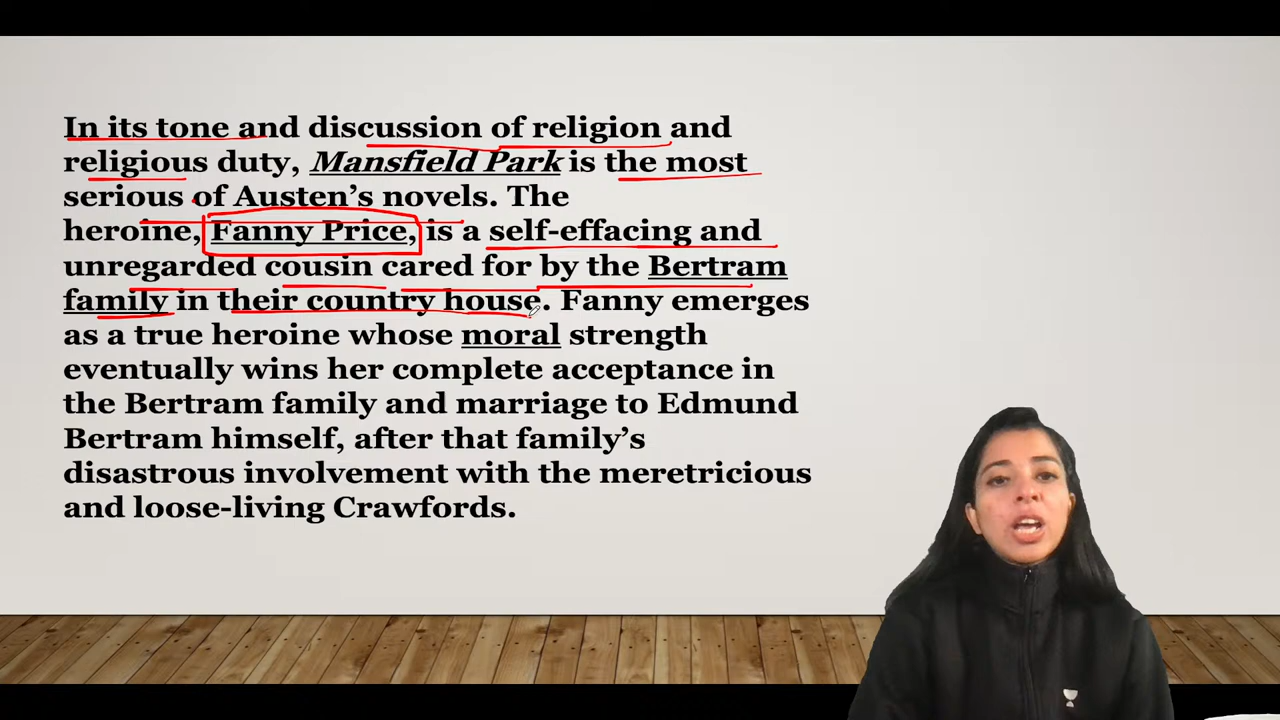 In its tone and discussion of religion and
religious duty, Mansfield Park is the most
serious of Austen’s novels. The
heroine, Fanny Price, is a self-effacing and
unregarded cousin cared for by the Bertram
family in their country house. Fanny emerges
as a true heroine whose moral strength
eventually wins her complete acceptance in
the Bertram family and marriage to Edmund
Bertram himself, after that family’s
disastrous involvement with the meretricious
and loose-living Crawfords.